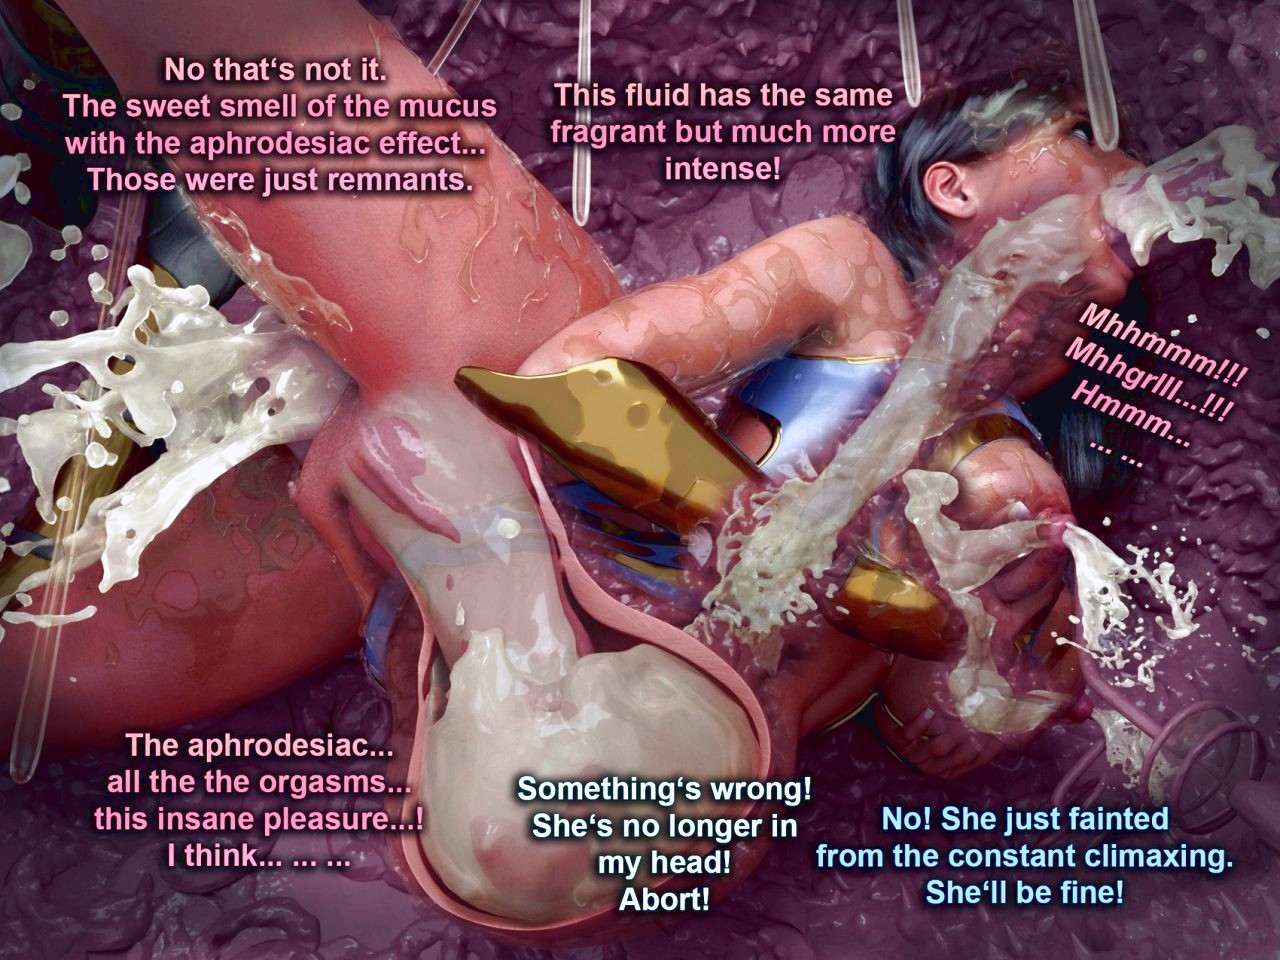 No that‘s not it.
The sweet smell of the mucus
with the aphrodesiac effect...
Those were just remnants.
This fluid has the same
fragrant but much more
intense!
Mhhmmm!!!
Mhhgrlll...!!!
Hmmm...
... ...
The aphrodesiac...
all the the orgasms...
this insane pleasure...!
I think... ... ...
Something‘s wrong!
She‘s no longer in
my head!
Abort!
No! She just fainted
from the constant climaxing.
She‘ll be fine!